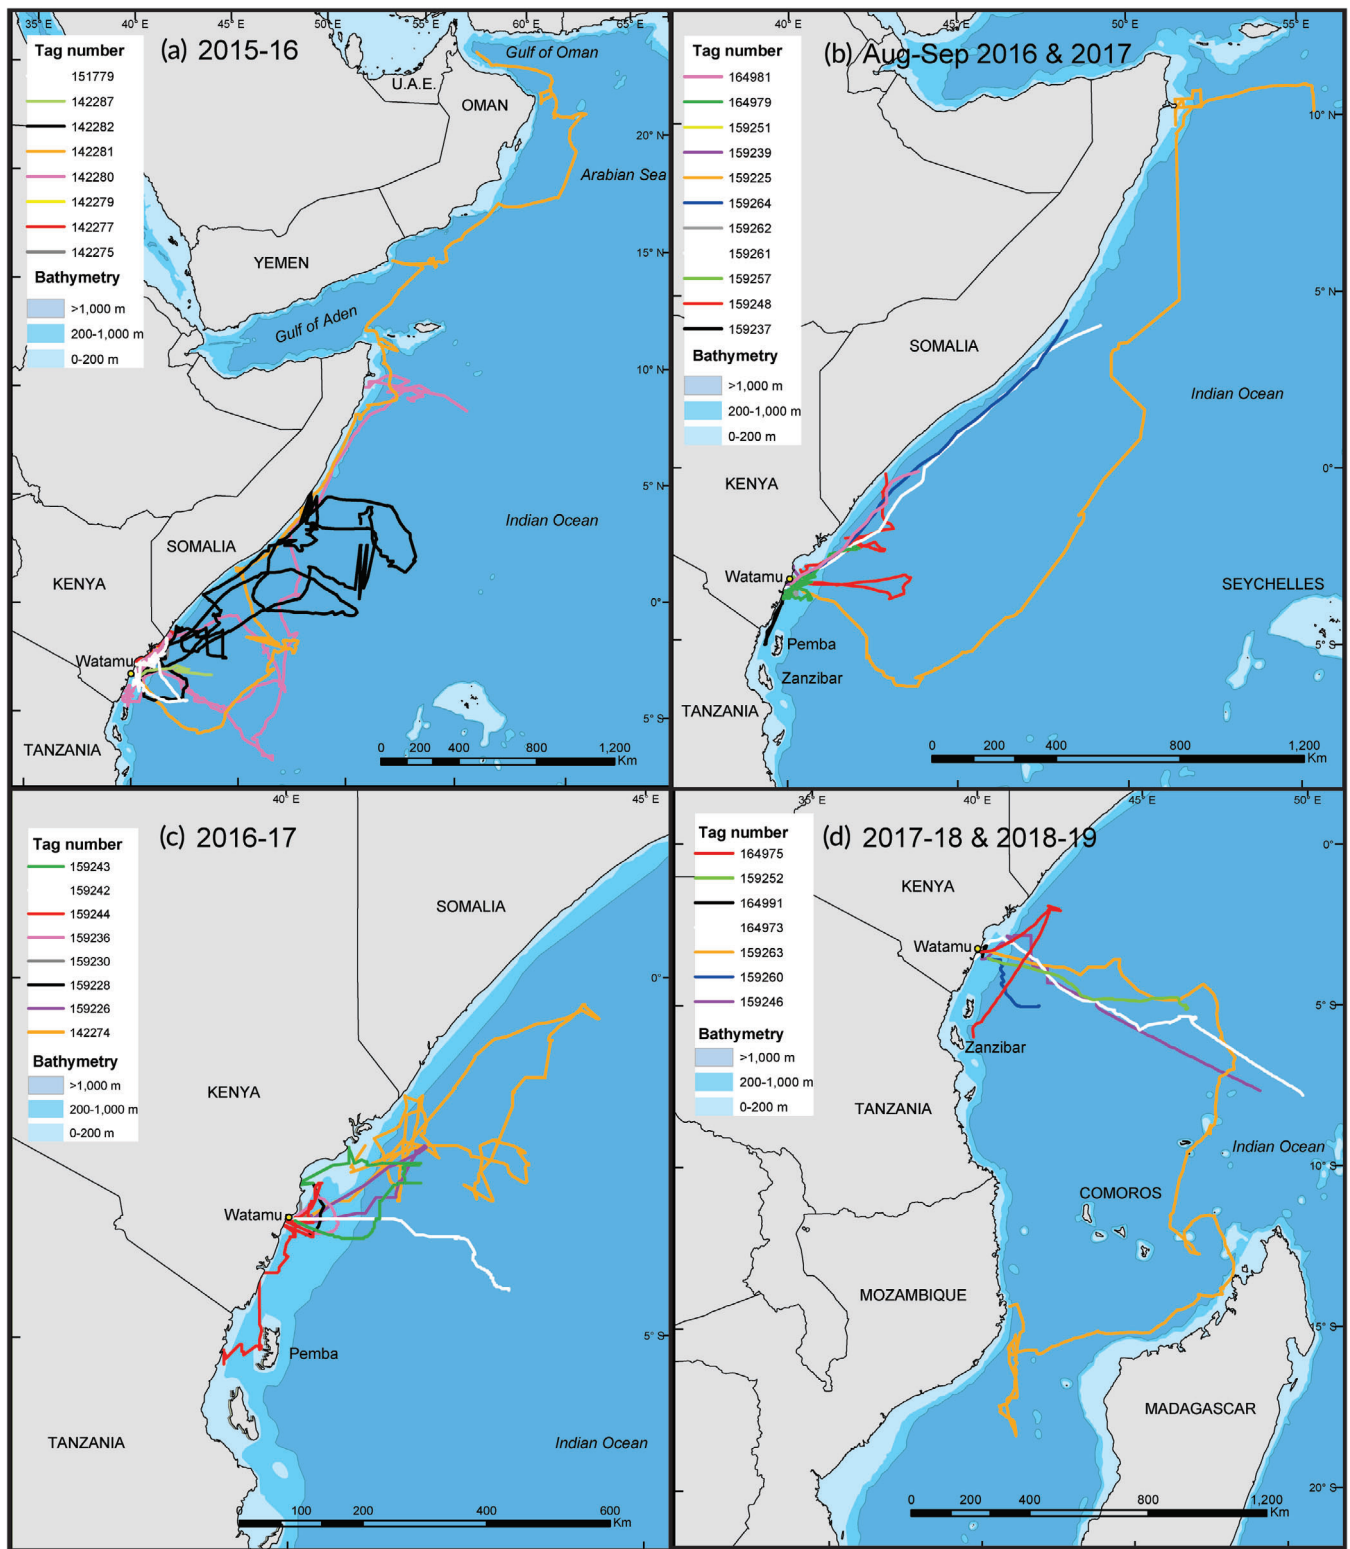 35° E 40° E 45° E 50° E 55° E 60° E 65° E
(a) 2015-16
Tag number
151779
142287
142282
142281
142280
142279
142277
142275
Bathymetry
>1,000 m
200-1,000 m
0-200 m
Gulf of Oman
U.A.E.
OMAN
20° N
Arabian Sea
15° N
YEMEN
Gulf of Aden
10° N
5° N
Indian Ocean
SOMALIA
KENYA
0°
Watamu
5° S
TANZANIA
0 200 400 800 1,200
Km
40° E 45° E 50° E 55° E
(b) Aug-Sep 2016 & 2017
Tag number
164981
164979
159251
159239
159225
159264
159262
159261
159257
159248
159237
Bathymetry
>1,000 m
200-1,000 m
0-200 m
10° N
5° N
SOMALIA
Indian Ocean
0°
KENYA
Watamu
SEYCHELLES
5° S
Pemba
Zanzibar
TANZANIA
0 200 400 800 1,200
Km
40° E 45° E
(c) 2016-17
Tag number
159243
159242
159244
159236
159230
159228
159226
142274
Bathymetry
>1,000 m
200-1,000 m
0-200 m
SOMALIA
0°
KENYA
Watamu
5° S
Pemba
TANZANIA
Indian Ocean
0 100 200 400 600
Km
35° E 40° E 45° E 50° E
(d) 2017-18 & 2018-19
Tag number
164975
159252
164991
164973
159263
159260
159246
Bathymetry
>1,000 m
200-1,000 m
0-200 m
0°
KENYA
Watamu
5° S
Zanzibar
TANZANIA
Indian Ocean
10° S
COMOROS
MOZAMBIQUE
15° S
MADAGASCAR
20° S
0 200 400 800 1,200
Km